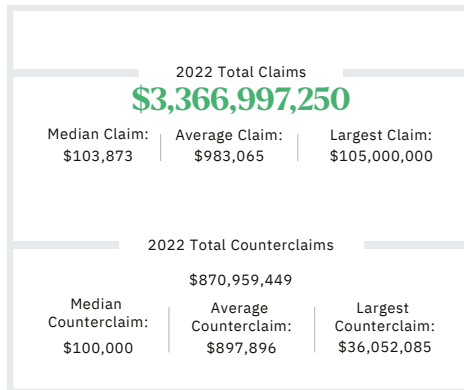 2022 Total Claims
$3,366,997,250
Median Claim: Average Claim: Largest Claim:
$103,873 $983,065 $105,000,000
2022 Total Counterclaims
$870,959,449
Median Average Largest
Counterclaim: Counterclaim: Counterclaim:
$100,000 $897,896 $36,052,085